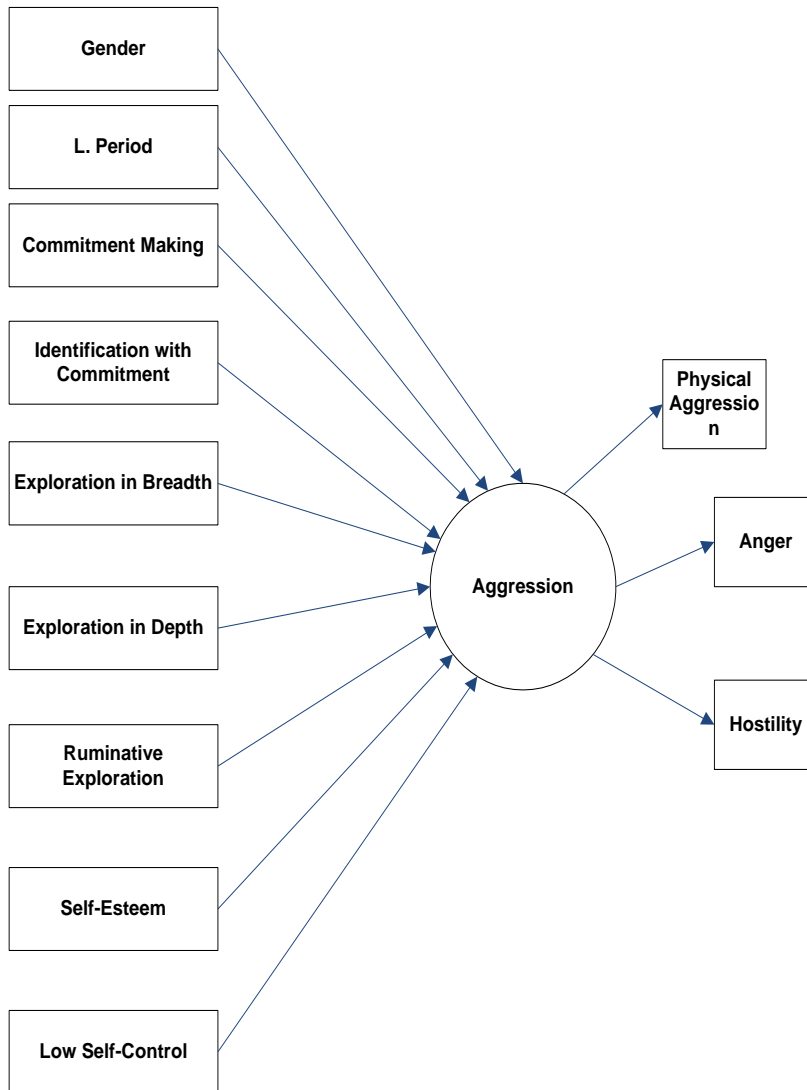 Gender
L. Period
Commitment Making
Identification with
Commitment
Exploration in Breadth
Exploration in Depth
Ruminative
Exploration
Self-Esteem
Low Self-Control
Aggression
Physical
Aggressio
n
Anger
Hostility